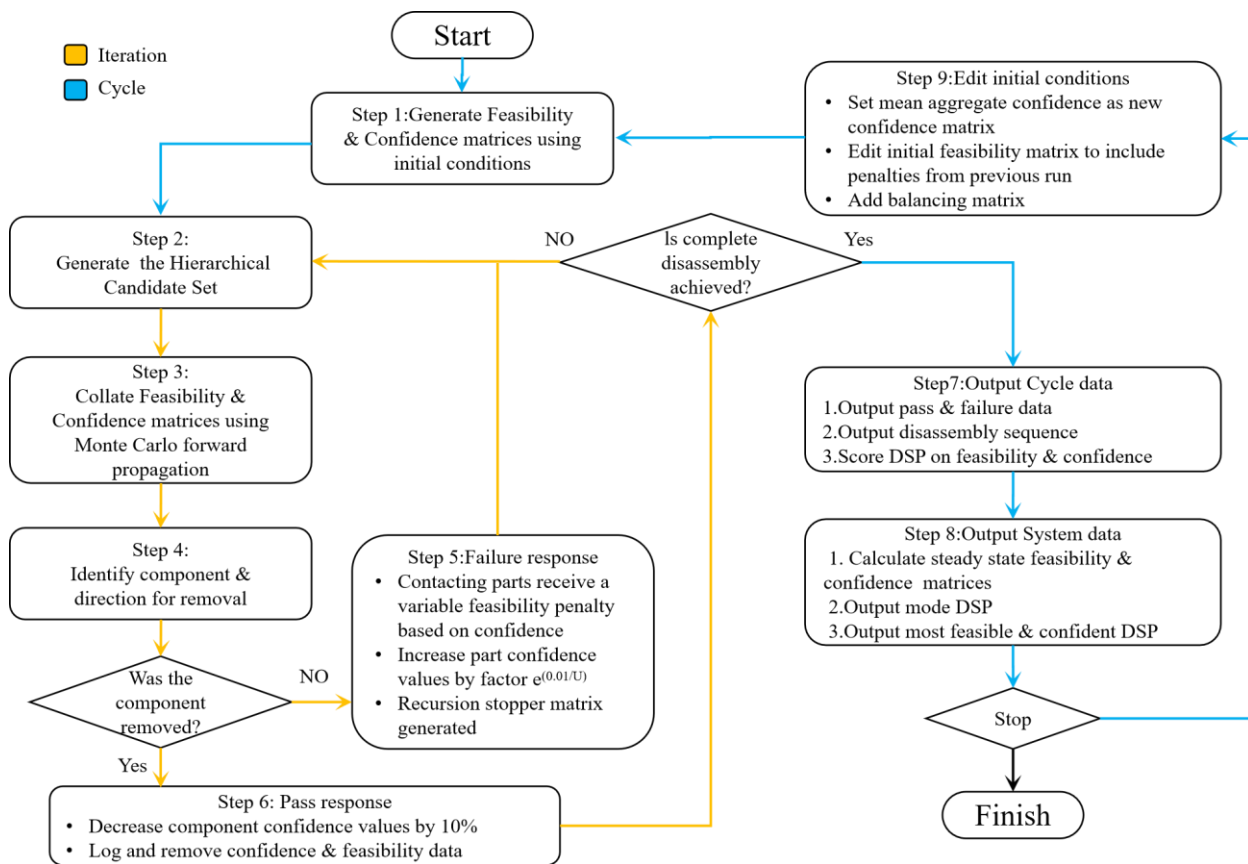 Start
Iteration
Cycle
Step 1:Generate Feasibility
& Confidence matrices using
initial conditions
Step 9:Edit initial conditions
• Set mean aggregate confidence as new
confidence matrix
• Edit initial feasibility matrix to include
penalties from previous run
• Add balancing matrix
Step 2:
Generate the Hierarchical
Candidate Set
NO
Is complete
disassembly
achieved?
Yes
Step 3:
Collate Feasibility &
Confidence matrices using
Monte Carlo forward
propagation
Step7:Output Cycle data
1.Output pass & failure data
2.Output disassembly sequence
3.Score DSP on feasibility & confidence
Step 4:
Identify component &
direction for removal
Step 5:Failure response
• Contacting parts receive a
variable feasibility penalty
based on confidence
• Increase part confidence
values by factor e(0.01/U)
• Recursion stopper matrix
generated
Step 8:Output System data
1. Calculate steady state feasibility &
confidence matrices
2.Output mode DSP
3.Output most feasible & confident DSP
Was the
component
removed?
NO
Yes
Stop
Step 6: Pass response
• Decrease component confidence values by 10%
• Log and remove confidence & feasibility data
Finish